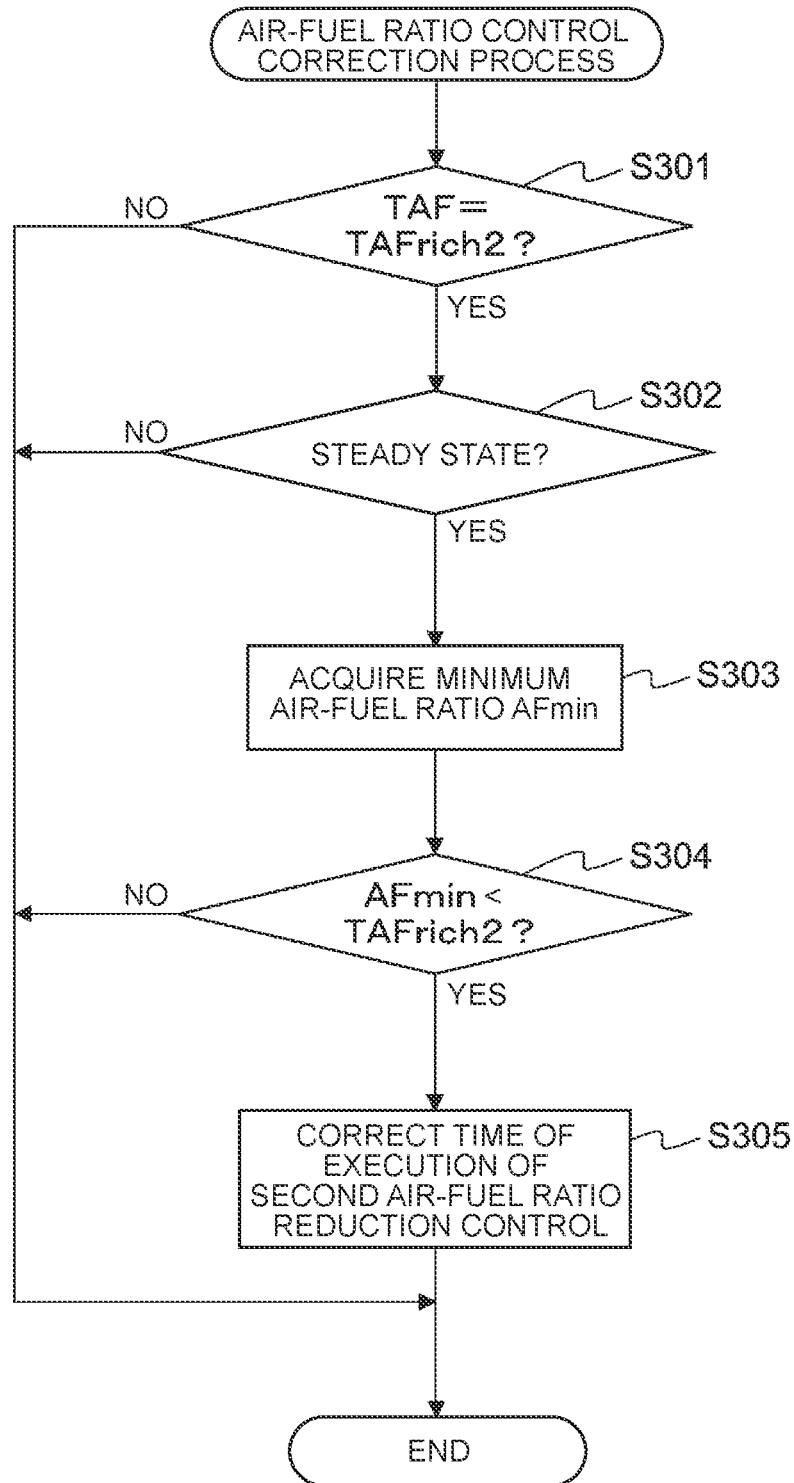 AIR-FUEL RATIO CONTROL
CORRECTION PROCESS
S301
TAF=
TAFrich2?
NO
YES
S302
STEADY STATE?
NO
YES
S303
ACQUIRE MINIMUM
AIR-FUEL RATIO AFmin
S304
AFmin <
TAFrich2?
NO
YES
S305
CORRECT TIME OF
EXECUTION OF
SECOND AIR-FUEL RATIO
REDUCTION CONTROL
END